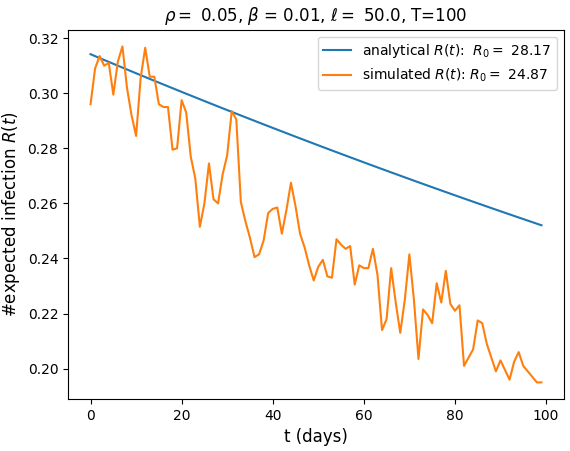 ρ = 0.05, β = 0.01, ℓ = 50.0, T=100
analytical R(t): R₀ = 28.17
simulated R(t): R₀ = 24.87
#expected infection R(t)
0.32
0.30
0.28
0.26
0.24
0.22
0.20
0 20 40 60 80 100
t (days)